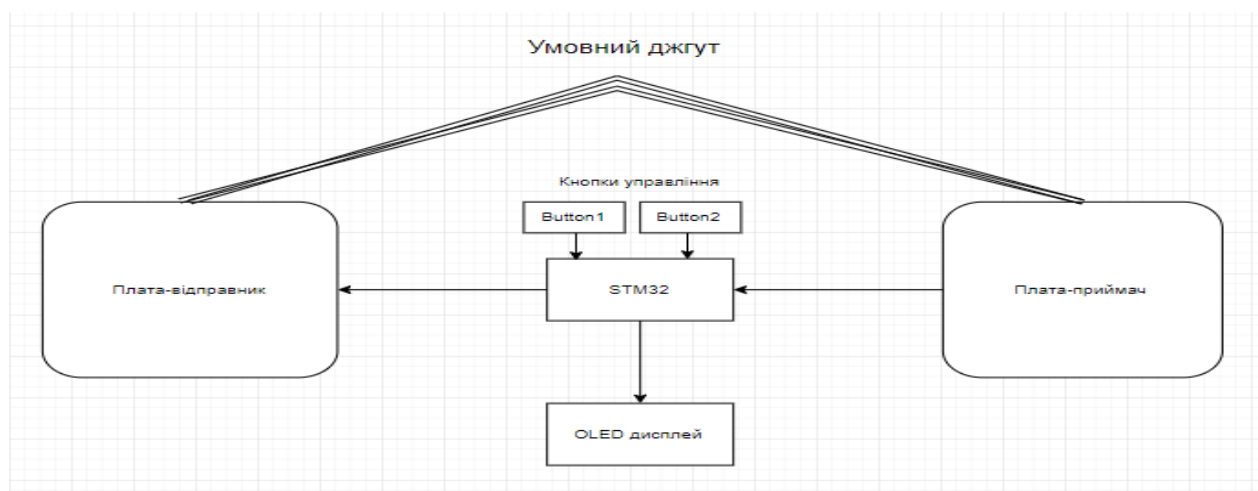 Умовний джгут
Кнопки управління
Button1
Button2
Плата-відправник
STM32
Плата-приймач
OLED дисплей